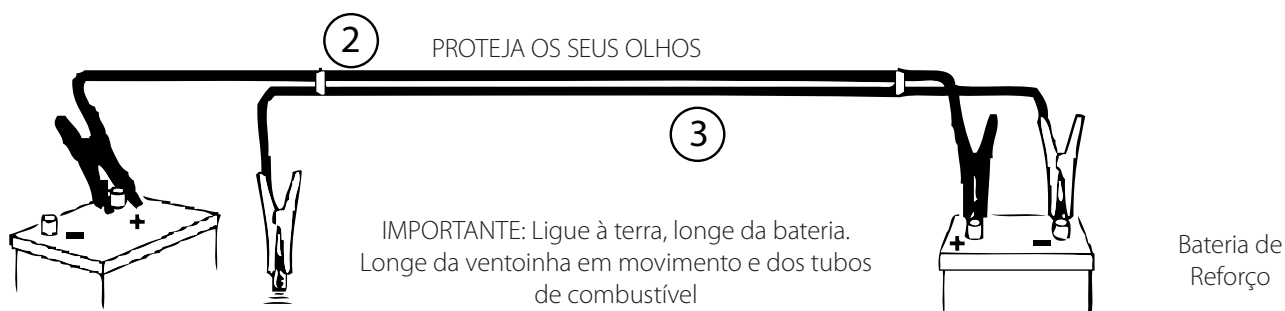 2
PROTEJA OS SEUS OLHOS
3
IMPORTANTE: Ligue à terra, longe da bateria.
Longe da ventoinha em movimento e dos tubos
de combustível
- +
+ -
Bateria de
Reforço